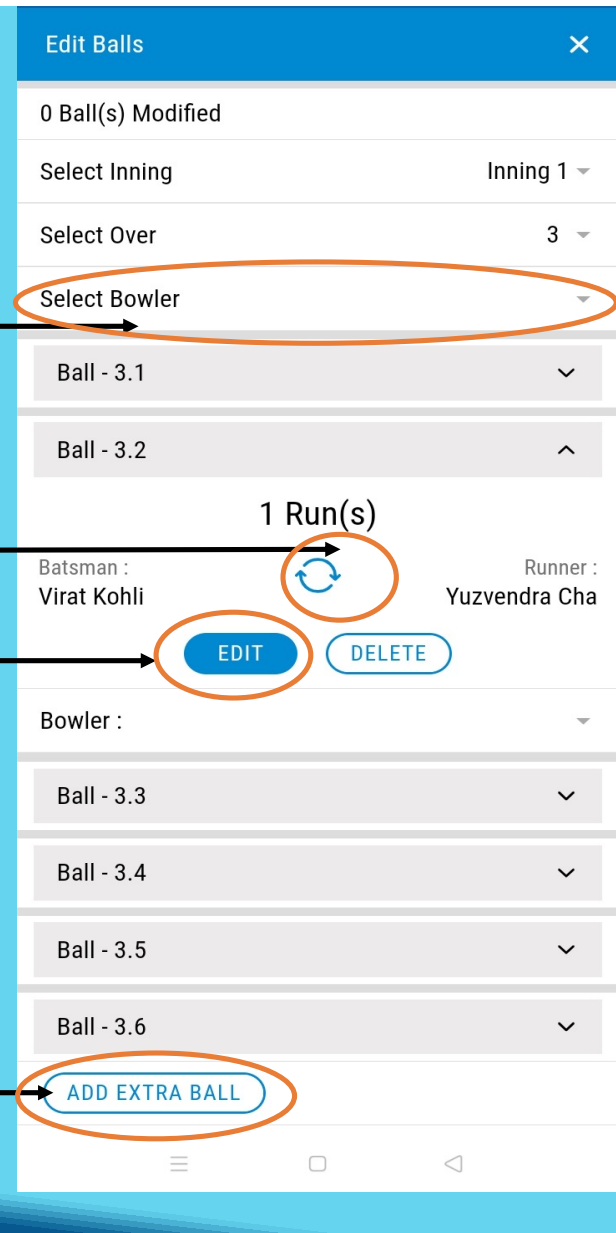 Edit Balls
0 Ball(s) Modified
Select Inning Inning 1
Select Over 3
Select Bowler
Ball - 3.1
Ball - 3.2
1 Run(s)
Batsman : Runner :
Virat Kohli Yuzvendra Cha
EDIT DELETE
Bowler :
Ball - 3.3
Ball - 3.4
Ball - 3.5
Ball - 3.6
ADD EXTRA BALL